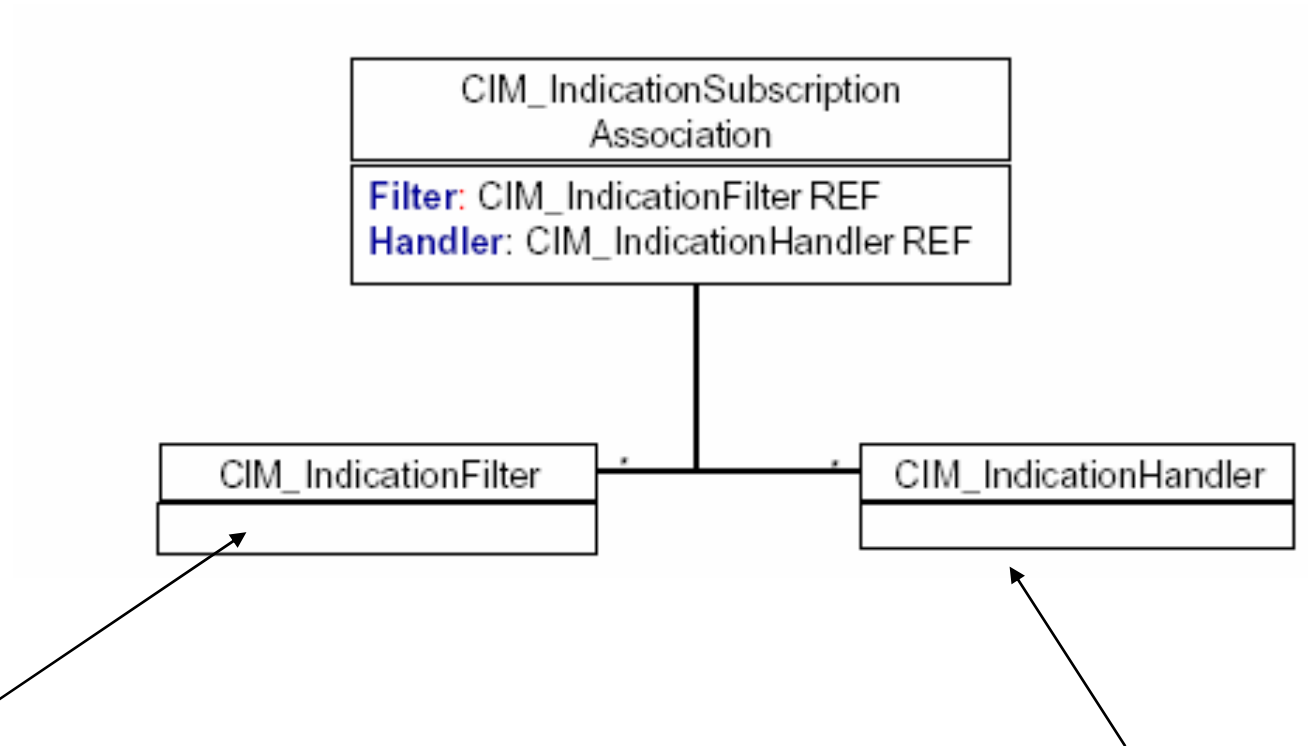 CIM_IndicationSubscription
Association
Filter: CIM_IndicationFilter REF
Handler: CIM_IndicationHandler REF
CIM_IndicationFilter
CIM_IndicationHandler